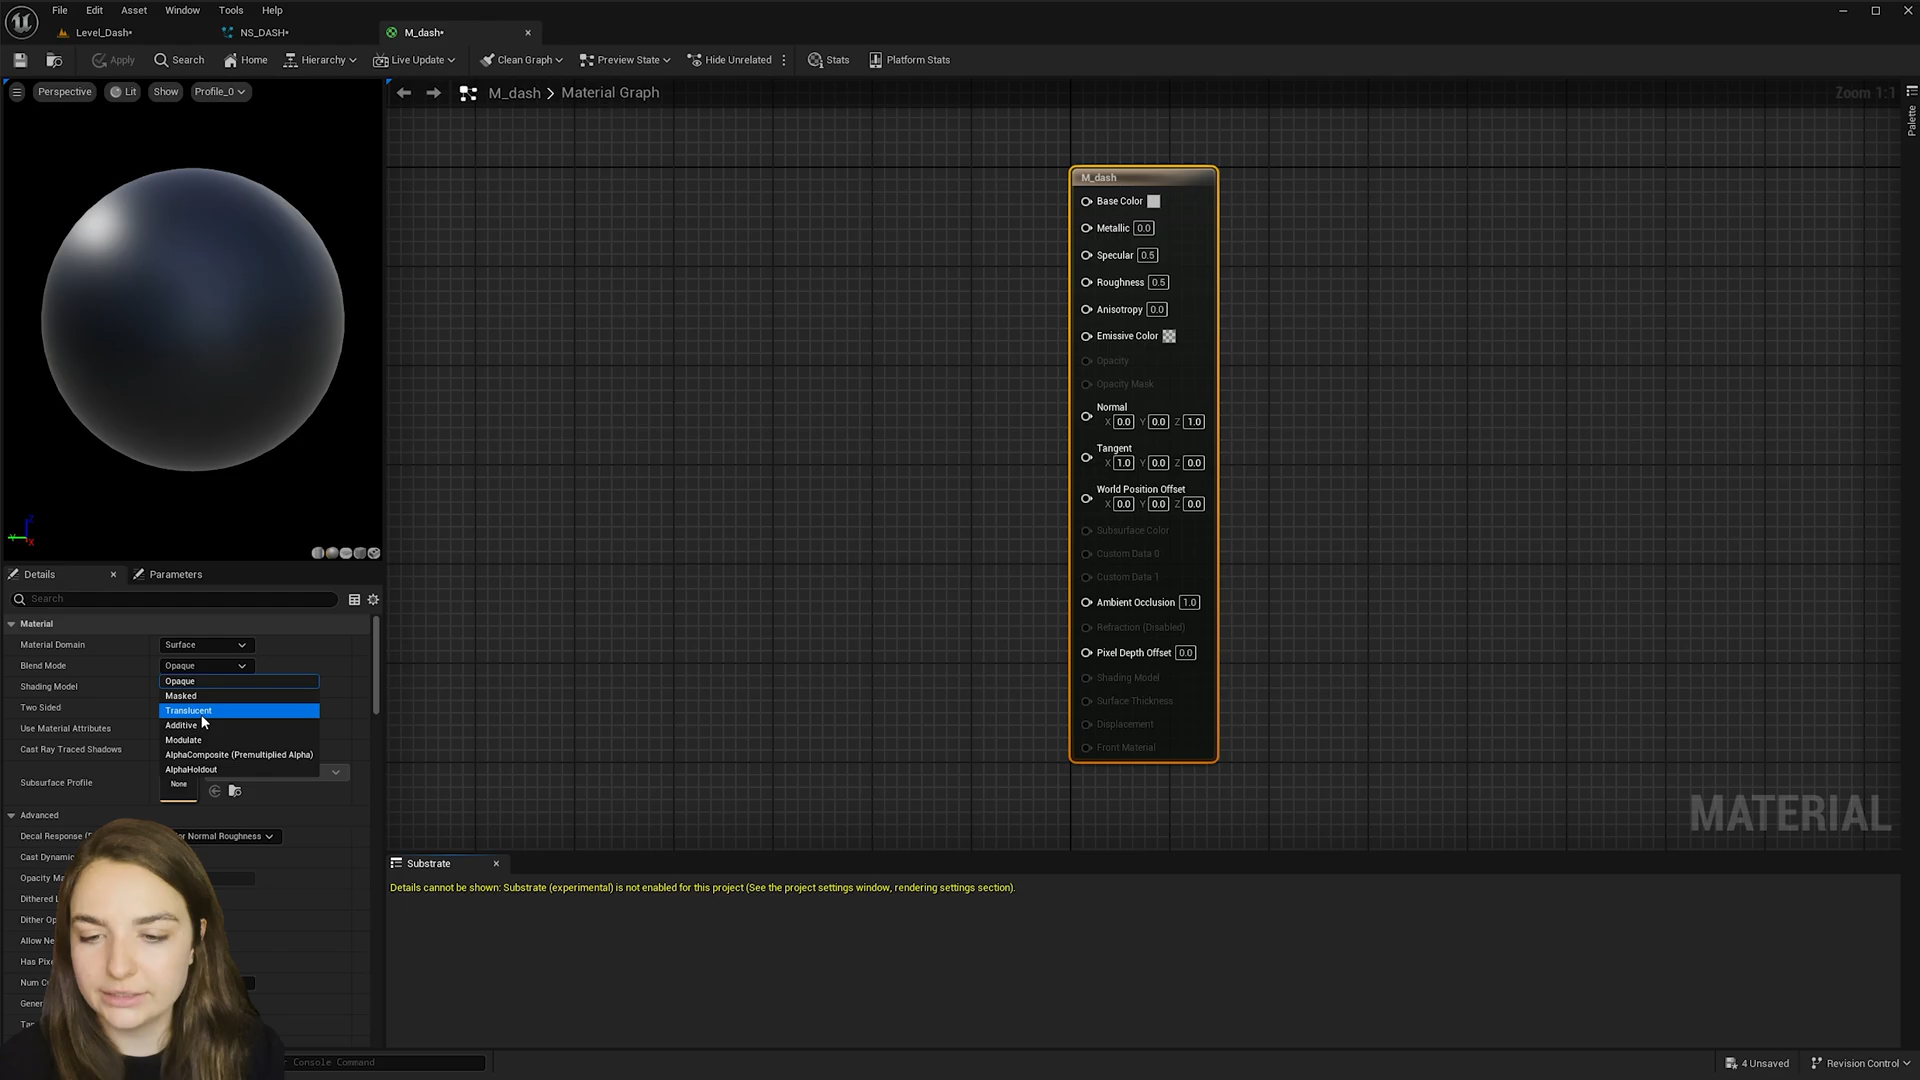 File Edit Asset Window Tools Help
Level_Dash* NS_DASH* M_dash*
Apply Search Home Hierarchy Live Update Clean Graph Preview State Hide Unrelated Stats Platform Stats
Perspective Lit Show Profile_0
M_dash > Material Graph
Zoom 1:1
Palette
M_dash
Base Color
Metallic 0.0
Specular 0.5
Roughness 0.5
Anisotropy 0.0
Emissive Color
Opacity
Opacity Mask
Normal
X 0.0 Y 0.0 Z 1.0
Tangent
X 1.0 Y 0.0 Z 0.0
World Position Offset
X 0.0 Y 0.0 Z 0.0
Subsurface Color
Custom Data 0
Custom Data 1
Ambient Occlusion 1.0
Refraction (Disabled)
Pixel Depth Offset 0.0
Shading Model
Surface Thickness
Displacement
Front Material
MATERIAL
Z
Y
X
Details Parameters
Search
Material
Material Domain Surface
Blend Mode Opaque
Shading Model
Two Sided
Use Material Attributes
Cast Ray Traced Shadows
Subsurface Profile
Opaque
Masked
Translucent
Additive
Modulate
AlphaComposite (Premultiplied Alpha)
AlphaHoldout
None
Advanced
Decal Response Normal Roughness
Cast
Opacity
Dithered
Dither
Allow
Has
Num
Substrate
Details cannot be shown: Substrate (experimental) is not enabled for this project (See the project settings window, rendering settings section).
Console Command
4 Unsaved Revision Control